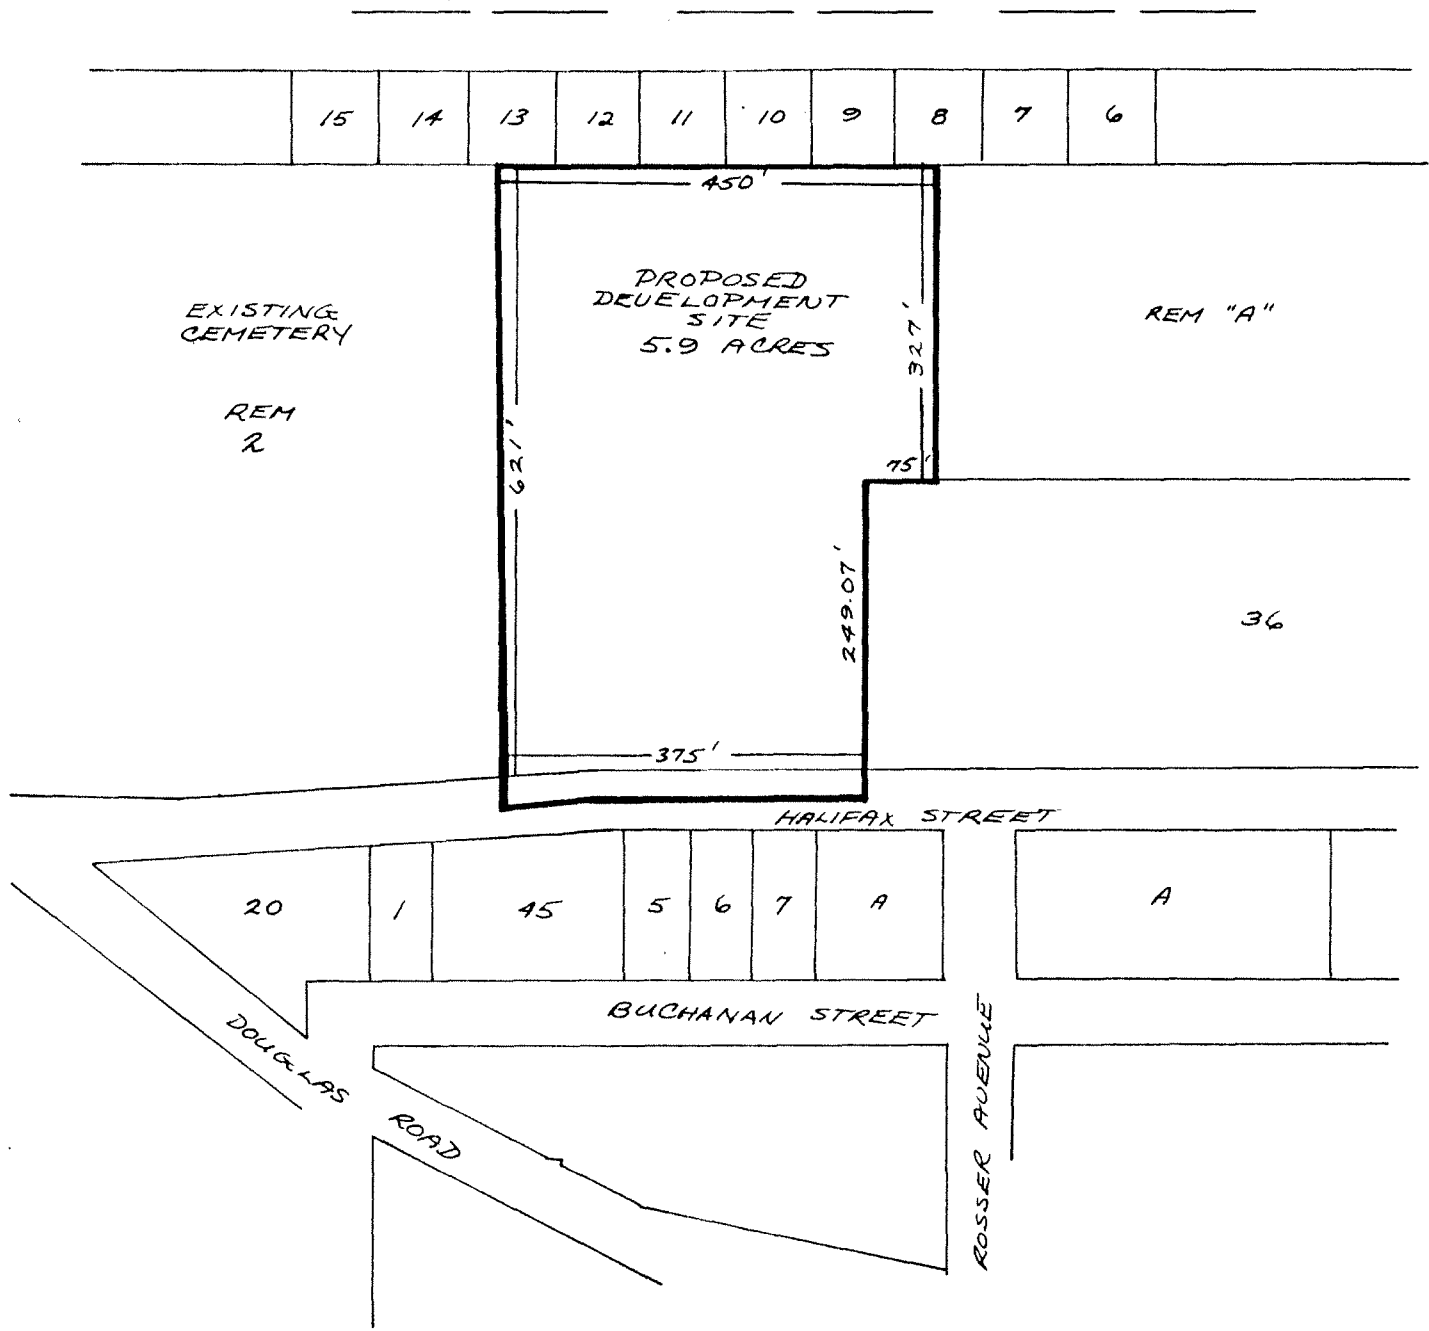 15 14 13 12 11 10 9 8 7 6
450'
PROPOSED
DEVELOPMENT
SITE
5.9 ACRES
EXISTING
CEMETERY
REM
2
REM "A"
327'
621'
75'
249.07'
36
375'
HALIFAX STREET
20 1 45 5 6 7 A A
BUCHANAN STREET
DOUGLAS ROAD
ROSSER AVENUE